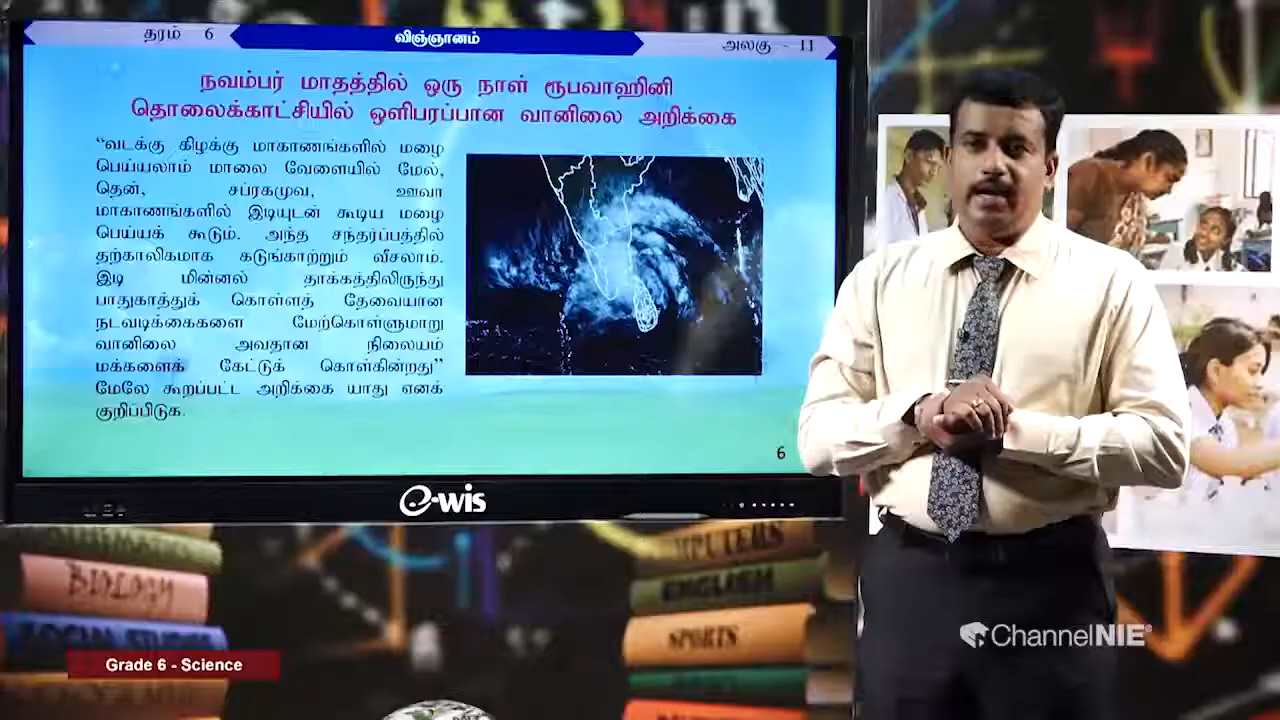 தரம் 6
விஞ்ஞானம்
அலகு - 11
நவம்பர் மாதத்தில் ஒரு நாள் ரூபவாஹினி
தொலைக்காட்சியில் ஒளிபரப்பான வானிலை அறிக்கை
“வடக்கு கிழக்கு மாகாணங்களில் மழை
பெய்யலாம் மாலை வேளையில் மேல்,
தென், சப்ரகமுவ, ஊவா
மாகாணங்களில் இடியுடன் கூடிய மழை
பெய்யக் கூடும். அந்த சந்தர்ப்பத்தில்
தற்காலிகமாக கடுங்காற்றும் வீசலாம்.
இடி மின்னல் தாக்கத்திலிருந்து
பாதுகாத்துக் கொள்ளத் தேவையான
நடவடிக்கைகளை மேற்கொள்ளுமாறு
வானிலை அவதான நிலையம்
மக்களைக் கேட்டுக் கொள்கின்றது”
மேலே கூறப்பட்ட அறிக்கை யாது எனக்
குறிப்பிடுக.
6
e-wis
BIOLOGY
SOCIAL STUDIES
ENGLISH
SPORTS
Grade 6 - Science
ChannelNIE